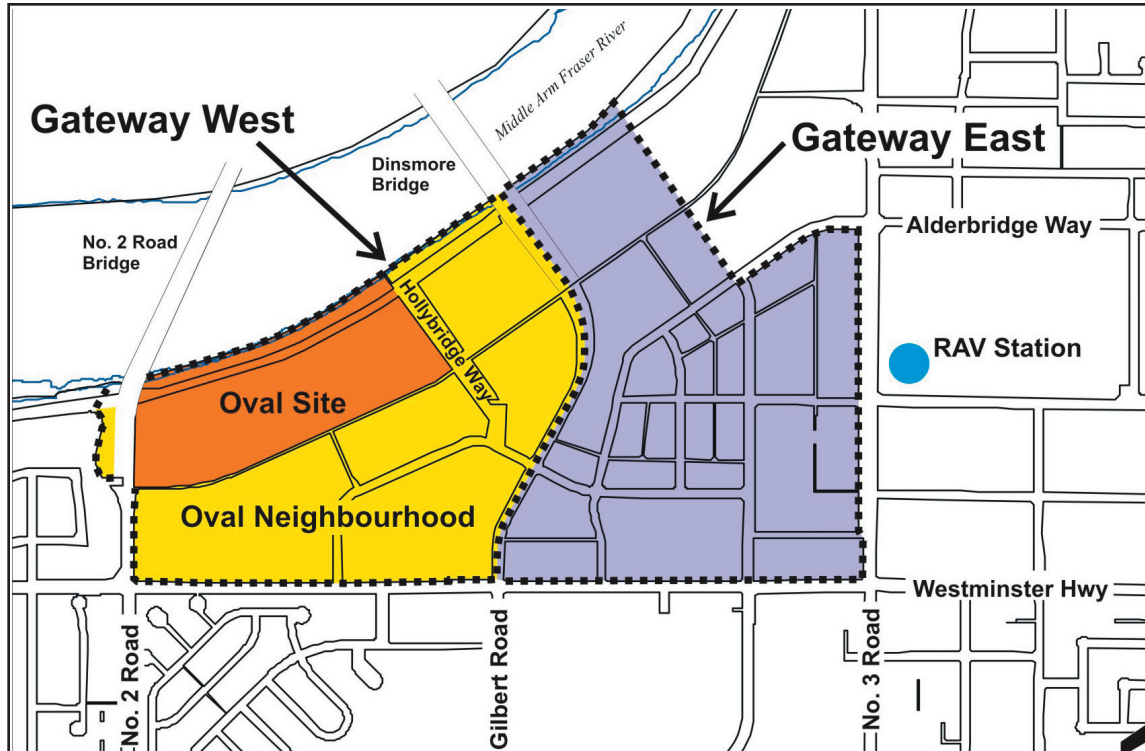 Middle Arm Fraser River
Gateway West
Gateway East
Dinsmore
Bridge
No. 2 Road
Bridge
Alderbridge Way
Hollybridge Way
RAV Station
Oval Site
Oval Neighbourhood
Westminster Hwy
No. 2 Road
Gilbert Road
No. 3 Road